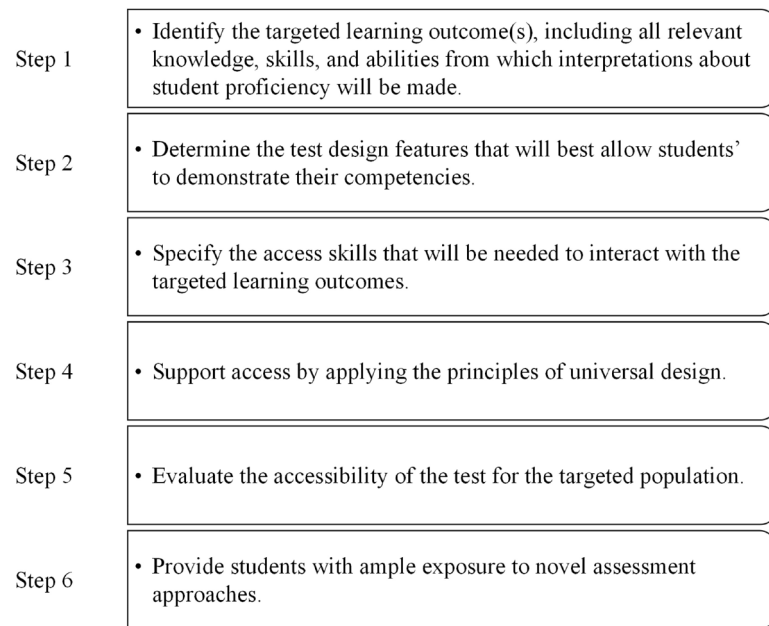 Step 1
• Identify the targeted learning outcome(s), including all relevant
knowledge, skills, and abilities from which interpretations about
student proficiency will be made.
Step 2
• Determine the test design features that will best allow students’
to demonstrate their competencies.
Step 3
• Specify the access skills that will be needed to interact with the
targeted learning outcomes.
Step 4
• Support access by applying the principles of universal design.
Step 5
• Evaluate the accessibility of the test for the targeted population.
Step 6
• Provide students with ample exposure to novel assessment
approaches.